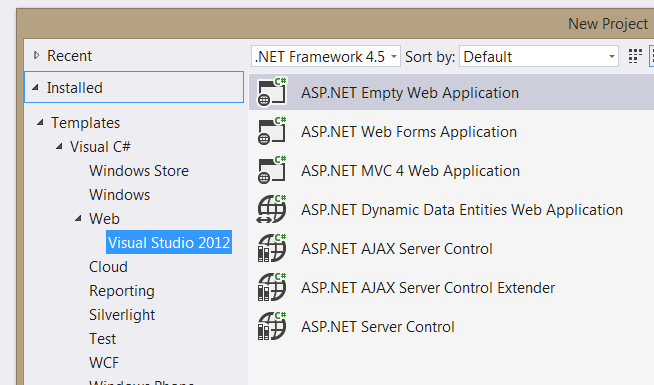 New Project
Recent
Installed
Templates
Visual C#
Windows Store
Windows
Web
Visual Studio 2012
Cloud
Reporting
Silverlight
Test
WCF
Windows Phone
.NET Framework 4.5
Sort by: Default
C# ASP.NET Empty Web Application
C# ASP.NET Web Forms Application
C# ASP.NET MVC 4 Web Application
C# ASP.NET Dynamic Data Entities Web Application
C# ASP.NET AJAX Server Control
C# ASP.NET AJAX Server Control Extender
C# ASP.NET Server Control